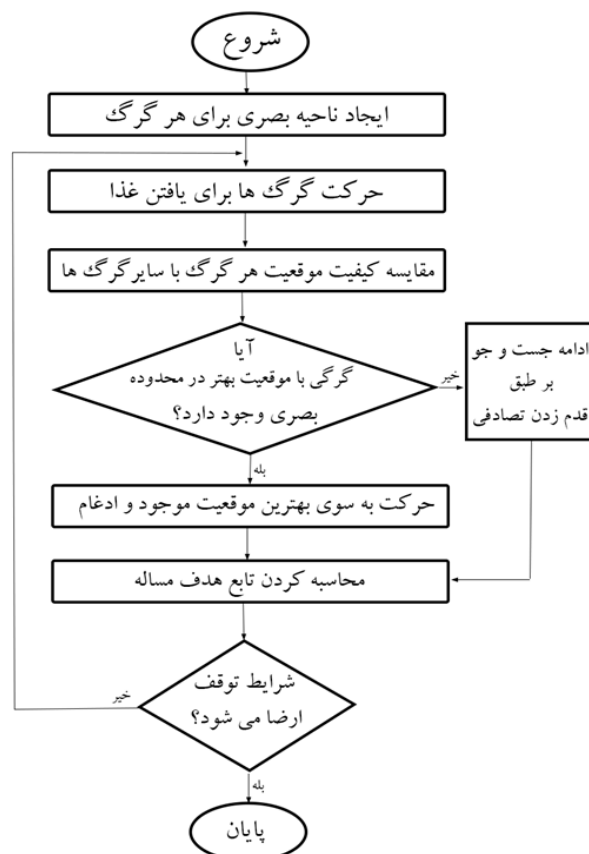 شروع
ایجاد ناحیه بصری برای هر گرگ
حرکت گرگ ها برای یافتن غذا
مقایسه کیفیت موقعیت هر گرگ با سایرگرگ ها
آیا
گرگی با موقعیت بهتر در محدوده
بصری وجود دارد؟
خیر
ادامه جست و جو
بر طبق
قدم زدن تصادفی
بله
حرکت به سوی بهترین موقعیت موجود و ادغام
محاسبه کردن تابع هدف مساله
شرایط توقف
ارضا می شود؟
خیر
بله
پایان